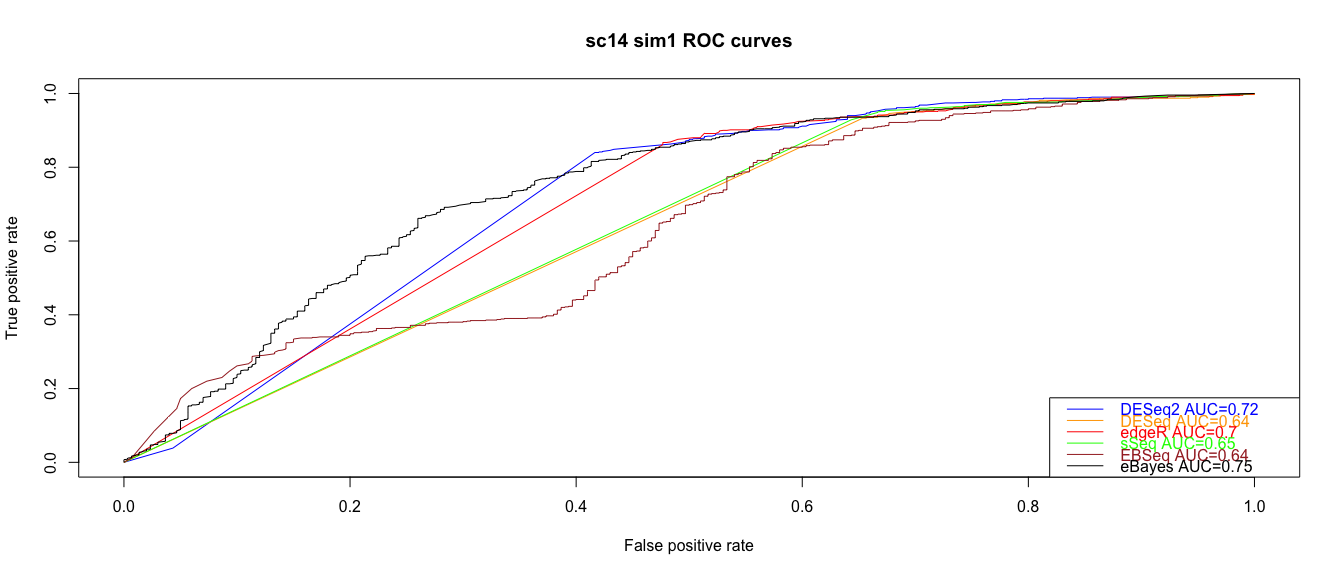 sc14 sim1 ROC curves
True positive rate
1.0
0.8
0.6
0.4
0.2
0.0
DESeq2 AUC=0.72
DESeq AUC=0.64
edgeR AUC=0.7
sSeq AUC=0.65
EBSeq AUC=0.64
eBayes AUC=0.75
0.0 0.2 0.4 0.6 0.8 1.0
False positive rate